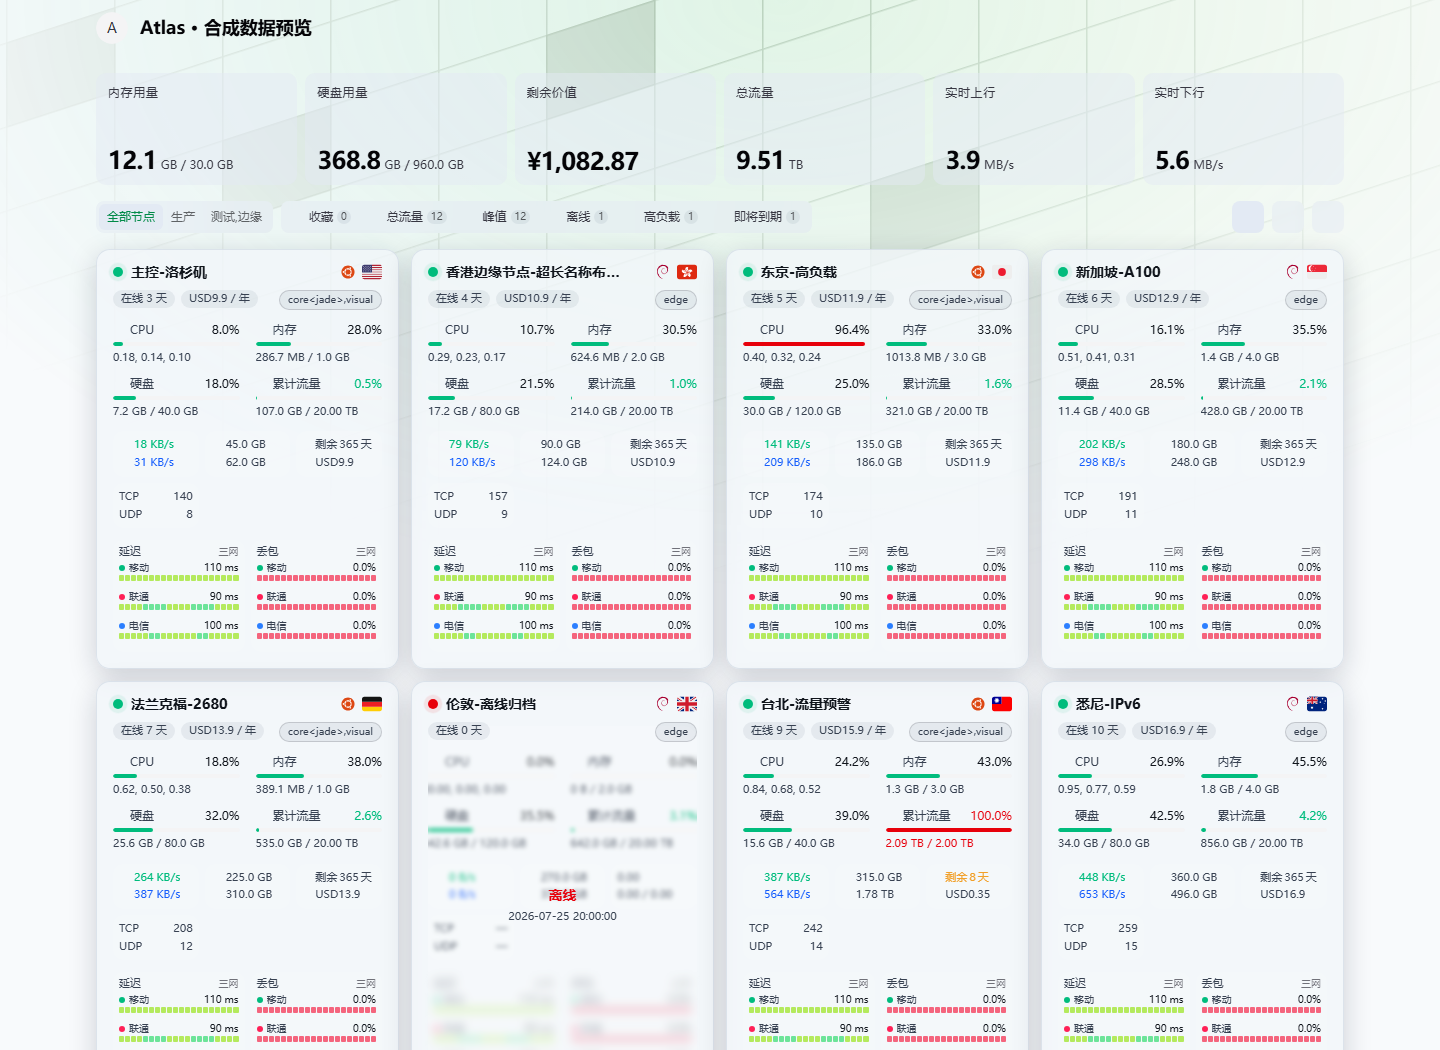 A Atlas • 合成数据预览
内存用量 硬盘用量 剩余价值 总流量 实时上行 实时下行
12.1 GB / 30.0 GB 368.8 GB / 960.0 GB ¥1,082.87 9.51 TB 3.9 MB/s 5.6 MB/s
全部节点 生产 测试,边缘 收藏 0 总流量 12 峰值 12 离线 1 高负载 1 即将到期 1
主控-洛杉矶
在线 3 天 USD9.9 / 年 core<jade>,visual
CPU 8.0% 内存 28.0%
0.18, 0.14, 0.10 286.7 MB / 1.0 GB
硬盘 18.0% 累计流量 0.5%
7.2 GB / 40.0 GB 107.0 GB / 20.00 TB
18 KB/s 45.0 GB 剩余365天
31 KB/s 62.0 GB USD9.9
TCP 140
UDP 8
延迟 三网 丢包 三网
移动 110 ms 移动 0.0%
联通 90 ms 联通 0.0%
电信 100 ms 电信 0.0%
香港边缘节点-超长名称布...
在线 4 天 USD10.9 / 年 edge
CPU 10.7% 内存 30.5%
0.29, 0.23, 0.17 624.6 MB / 2.0 GB
硬盘 21.5% 累计流量 1.0%
17.2 GB / 80.0 GB 214.0 GB / 20.00 TB
79 KB/s 90.0 GB 剩余365天
120 KB/s 124.0 GB USD10.9
TCP 157
UDP 9
延迟 三网 丢包 三网
移动 110 ms 移动 0.0%
联通 90 ms 联通 0.0%
电信 100 ms 电信 0.0%
东京-高负载
在线 5 天 USD11.9 / 年 core<jade>,visual
CPU 96.4% 内存 33.0%
0.40, 0.32, 0.24 1013.8 MB / 3.0 GB
硬盘 25.0% 累计流量 1.6%
30.0 GB / 120.0 GB 321.0 GB / 20.00 TB
141 KB/s 135.0 GB 剩余365天
209 KB/s 186.0 GB USD11.9
TCP 174
UDP 10
延迟 三网 丢包 三网
移动 110 ms 移动 0.0%
联通 90 ms 联通 0.0%
电信 100 ms 电信 0.0%
新加坡-A100
在线 6 天 USD12.9 / 年 edge
CPU 16.1% 内存 35.5%
0.51, 0.41, 0.31 1.4 GB / 4.0 GB
硬盘 28.5% 累计流量 2.1%
11.4 GB / 40.0 GB 428.0 GB / 20.00 TB
202 KB/s 180.0 GB 剩余365天
298 KB/s 248.0 GB USD12.9
TCP 191
UDP 11
延迟 三网 丢包 三网
移动 110 ms 移动 0.0%
联通 90 ms 联通 0.0%
电信 100 ms 电信 0.0%
法兰克福-2680
在线 7 天 USD13.9 / 年 core<jade>,visual
CPU 18.8% 内存 38.0%
0.62, 0.50, 0.38 389.1 MB / 1.0 GB
硬盘 32.0% 累计流量 2.6%
25.6 GB / 80.0 GB 535.0 GB / 20.00 TB
264 KB/s 225.0 GB 剩余365天
387 KB/s 310.0 GB USD13.9
TCP 208
UDP 12
延迟 三网 丢包 三网
移动 110 ms 移动 0.0%
联通 90 ms 联通 0.0%
伦敦-离线归档
在线 0 天 edge
离线
2026-07-25 20:00:00
台北-流量预警
在线 9 天 USD15.9 / 年 core<jade>,visual
CPU 24.2% 内存 43.0%
0.84, 0.68, 0.52 1.3 GB / 3.0 GB
硬盘 39.0% 累计流量 100.0%
15.6 GB / 40.0 GB 2.09 TB / 2.00 TB
387 KB/s 315.0 GB 剩余8天
564 KB/s 1.78 TB USD0.35
TCP 242
UDP 14
延迟 三网 丢包 三网
移动 110 ms 移动 0.0%
联通 90 ms 联通 0.0%
悉尼-IPv6
在线 10 天 USD16.9 / 年 edge
CPU 26.9% 内存 45.5%
0.95, 0.77, 0.59 1.8 GB / 4.0 GB
硬盘 42.5% 累计流量 4.2%
34.0 GB / 80.0 GB 856.0 GB / 20.00 TB
448 KB/s 360.0 GB 剩余365天
653 KB/s 496.0 GB USD16.9
TCP 259
UDP 15
延迟 三网 丢包 三网
移动 110 ms 移动 0.0%
联通 90 ms 联通 0.0%